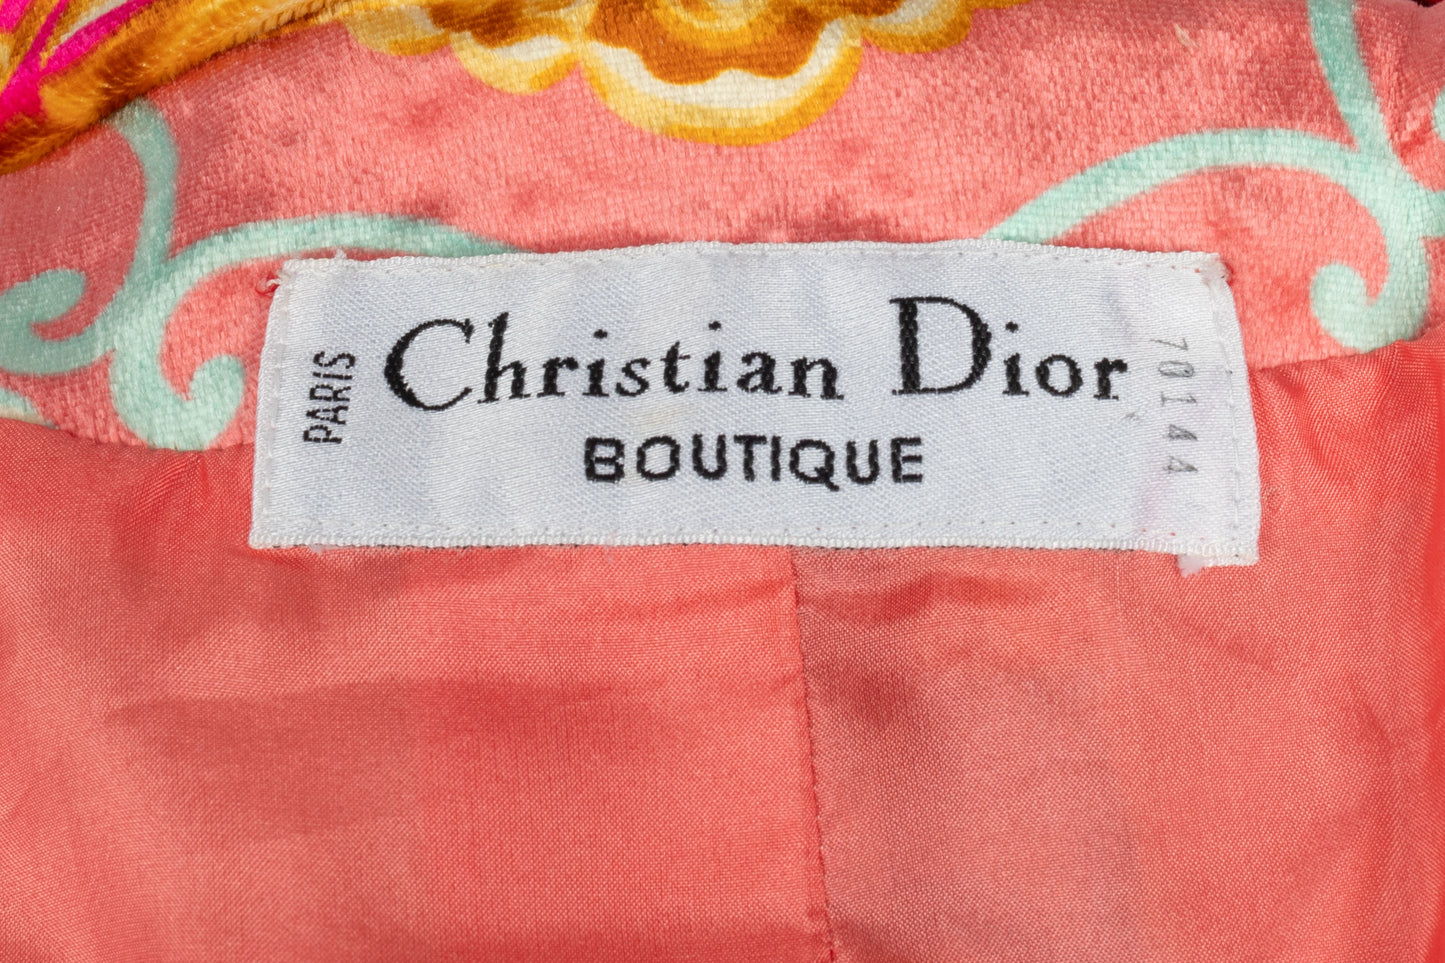 PARIS
Christian Dior
BOUTIQUE
70144